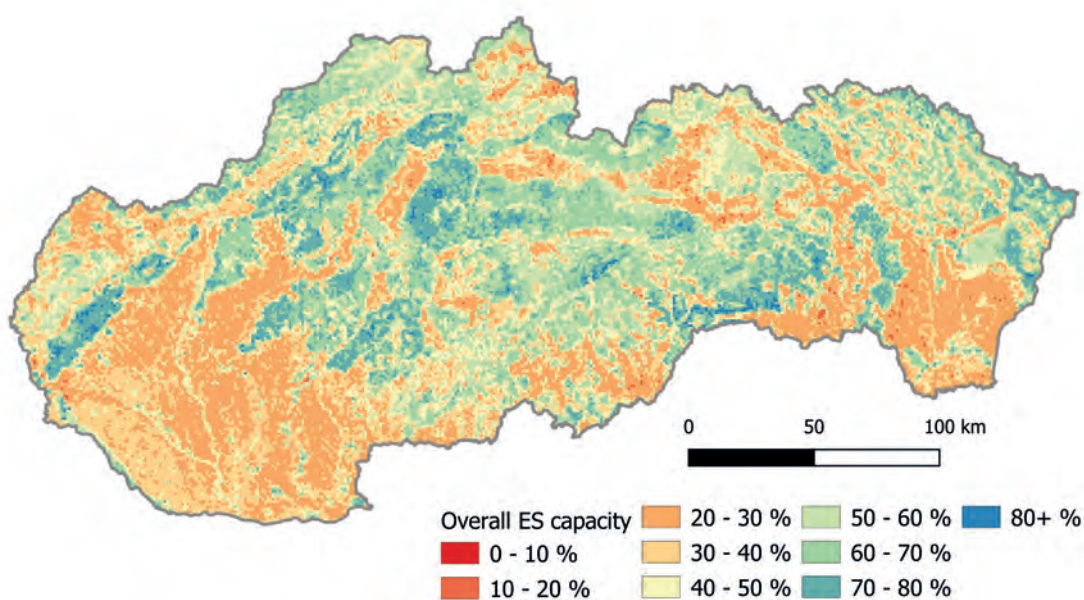 0 50 100 km
Overall ES capacity
0 - 10 %
10 - 20 %
20 - 30 %
30 - 40 %
40 - 50 %
50 - 60 %
60 - 70 %
70 - 80 %
80+ %